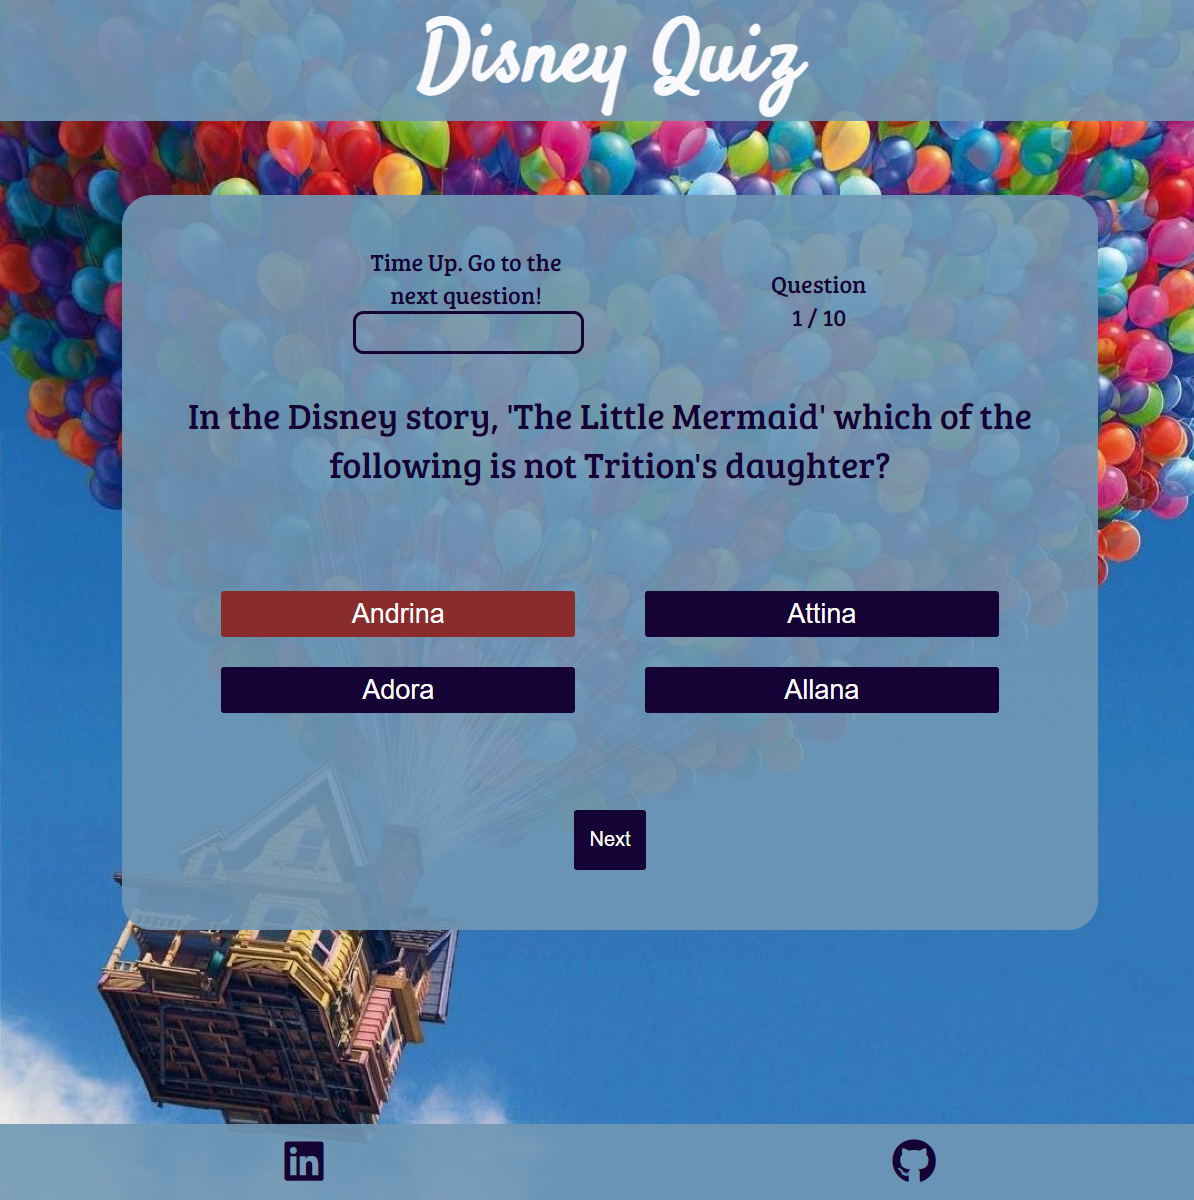 Disney Quiz
Time Up. Go to the
next question!
Question
1 / 10
In the Disney story, 'The Little Mermaid' which of the
following is not Trition's daughter?
Andrina
Attina
Adora
Allana
Next
in